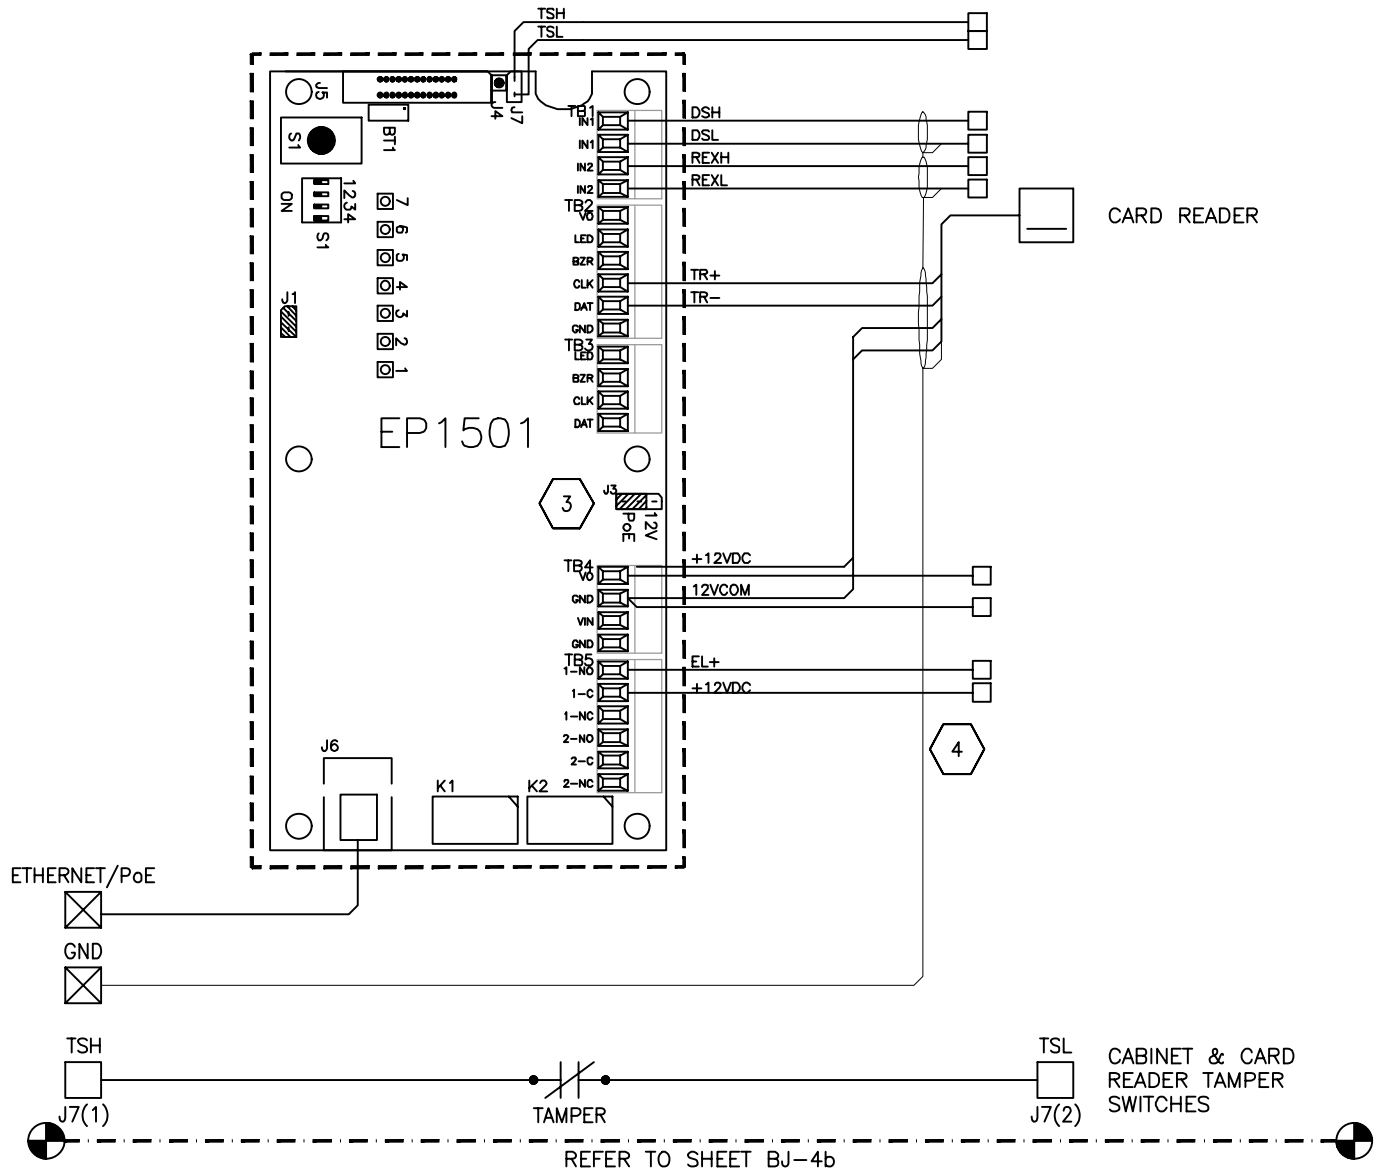 TSH
TSL
J5
J4
J7
BT1
S1
ON
1234
S1
7
6
5
4
3
2
1
J1
EP1501
TB1
IN1
IN1
IN2
IN2
TB2
VO
LED
BZR
CLK
DAT
GND
TB3
LED
BZR
CLK
DAT
DSH
DSL
REXH
REXL
TR+
TR-
CARD READER
3
J3
PoE
12V
TB4
VO
GND
VIN
GND
+12VDC
12VCOM
TB5
1-NO
1-C
1-NC
2-NO
2-C
2-NC
EL+
+12VDC
4
J6
K1
K2
ETHERNET/PoE
GND
TSH
J7(1)
TAMPER
TSL
J7(2)
CABINET & CARD
READER TAMPER
SWITCHES
REFER TO SHEET BJ-4b